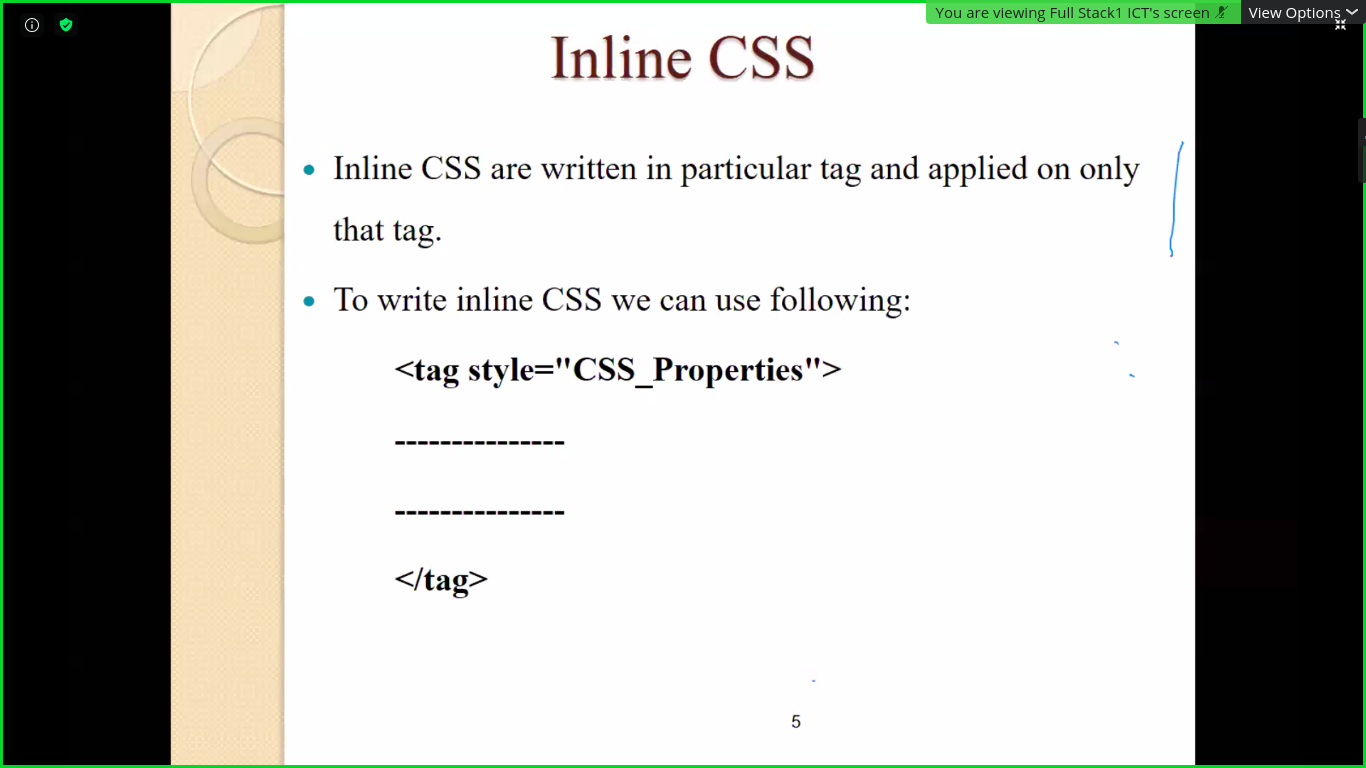 You are viewing Full Stack1 ICT's screen
View Options
Inline CSS
• Inline CSS are written in particular tag and applied on only
that tag.
• To write inline CSS we can use following:
<tag style="CSS_Properties">
---------------
---------------
</tag>
5